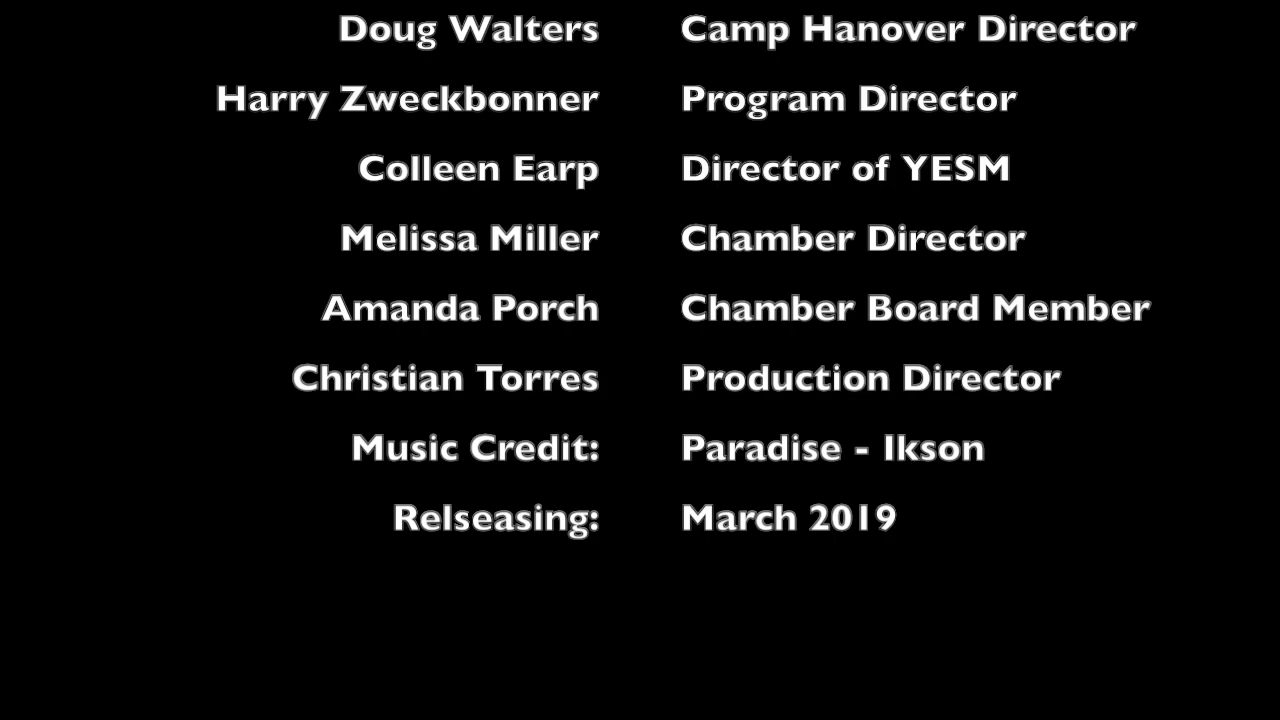 Doug Walters Camp Hanover Director
Harry Zweckbonner Program Director
Colleen Earp Director of YESM
Melissa Miller Chamber Director
Amanda Porch Chamber Board Member
Christian Torres Production Director
Music Credit: Paradise - Ikson
Relseasing: March 2019